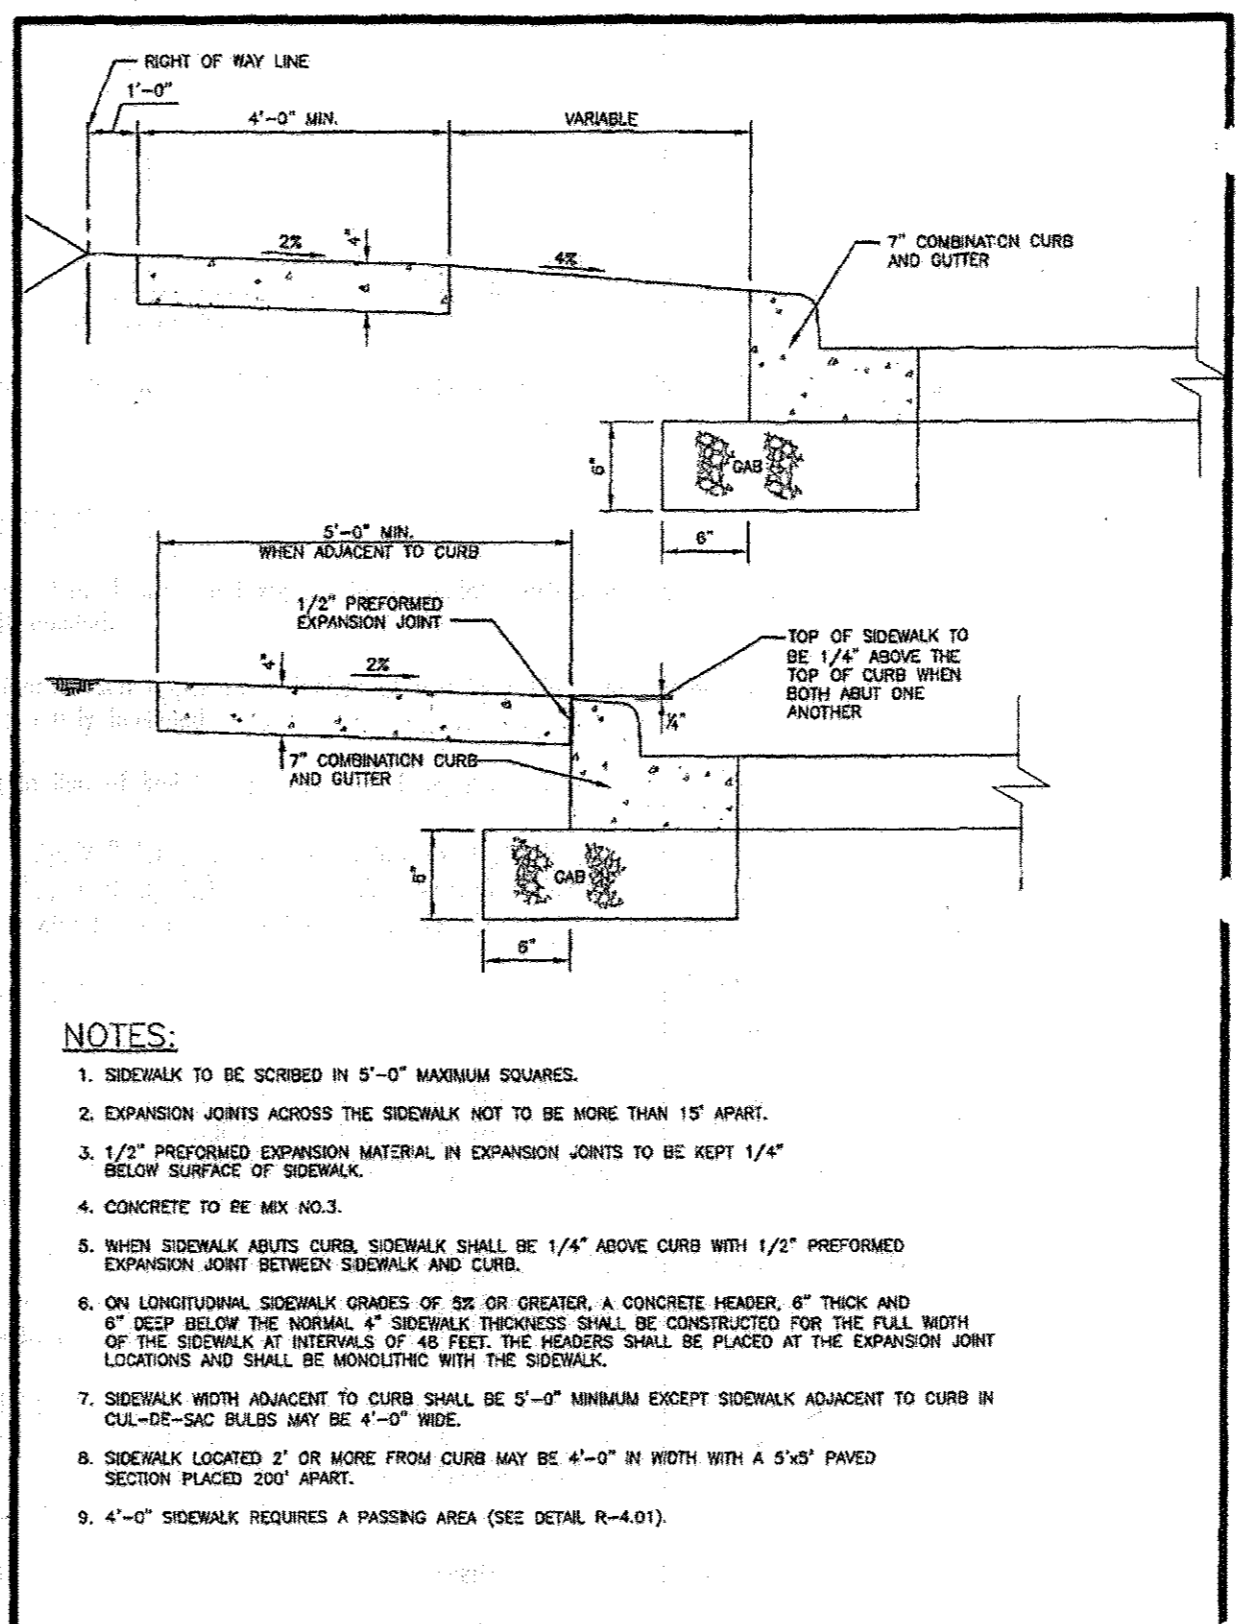 RIGHT OF WAY LINE
1'-0"
4'-0" MIN.
VARIABLE
2%
4"
4%
7" COMBINATION CURB
AND GUTTER
6"
GAB
6"
5'-0" MIN.
WHEN ADJACENT TO CURB
1/2" PREFORMED
EXPANSION JOINT
TOP OF SIDEWALK TO
BE 1/4" ABOVE THE
TOP OF CURB WHEN
BOTH ABUT ONE
ANOTHER
4"
2%
1/4"
7" COMBINATION CURB
AND GUTTER
6"
GAB
6"
NOTES:
1. SIDEWALK TO BE SCRIBED IN 5'-0" MAXIMUM SQUARES.
2. EXPANSION JOINTS ACROSS THE SIDEWALK NOT TO BE MORE THAN 15' APART.
3. 1/2" PREFORMED EXPANSION MATERIAL IN EXPANSION JOINTS TO BE KEPT 1/4"
BELOW SURFACE OF SIDEWALK.
4. CONCRETE TO BE MIX NO.3.
5. WHEN SIDEWALK ABUTS CURB, SIDEWALK SHALL BE 1/4" ABOVE CURB WITH 1/2" PREFORMED
EXPANSION JOINT BETWEEN SIDEWALK AND CURB.
6. ON LONGITUDINAL SIDEWALK GRADES OF 5% OR GREATER, A CONCRETE HEADER, 6" THICK AND
6" DEEP BELOW THE NORMAL 4" SIDEWALK THICKNESS SHALL BE CONSTRUCTED FOR THE FULL WIDTH
OF THE SIDEWALK AT INTERVALS OF 48 FEET. THE HEADERS SHALL BE PLACED AT THE EXPANSION JOINT
LOCATIONS AND SHALL BE MONOLITHIC WITH THE SIDEWALK.
7. SIDEWALK WIDTH ADJACENT TO CURB SHALL BE 5'-0" MINIMUM EXCEPT SIDEWALK ADJACENT TO CURB IN
CUL-DE-SAC BULBS MAY BE 4'-0" WIDE.
8. SIDEWALK LOCATED 2' OR MORE FROM CURB MAY BE 4'-0" IN WIDTH WITH A 5'x5' PAVED
SECTION PLACED 200' APART.
9. 4'-0" SIDEWALK REQUIRES A PASSING AREA (SEE DETAIL R-4.01).